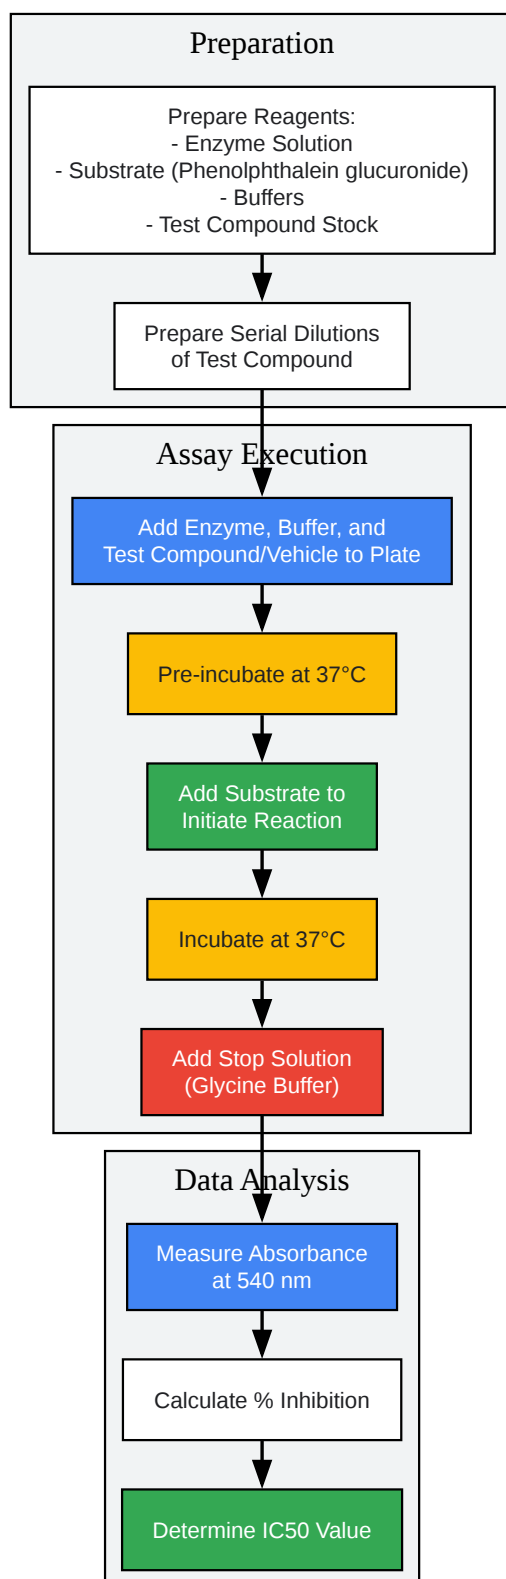 Preparation
Prepare Reagents:
- Enzyme Solution
- Substrate (Phenolphthalein glucuronide)
- Buffers
- Test Compound Stock
Prepare Serial Dilutions
of Test Compound
Assay Execution
Add Enzyme, Buffer, and
Test Compound/Vehicle to Plate
Pre-incubate at 37°C
Add Substrate to
Initiate Reaction
Incubate at 37°C
Add Stop Solution
(Glycine Buffer)
Data Analysis
Measure Absorbance
at 540 nm
Calculate % Inhibition
Determine IC50 Value